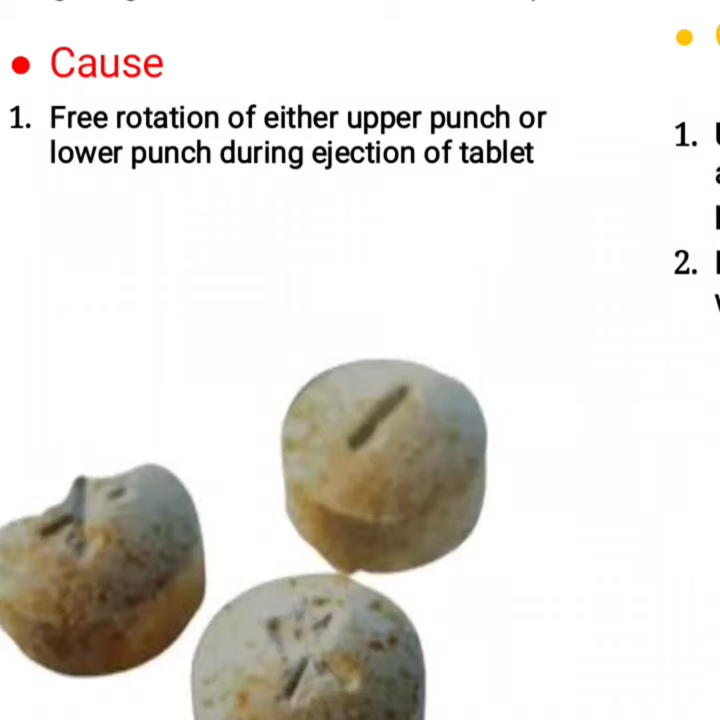 Cause
1. Free rotation of either upper punch or
lower punch during ejection of tablet
1.
2.